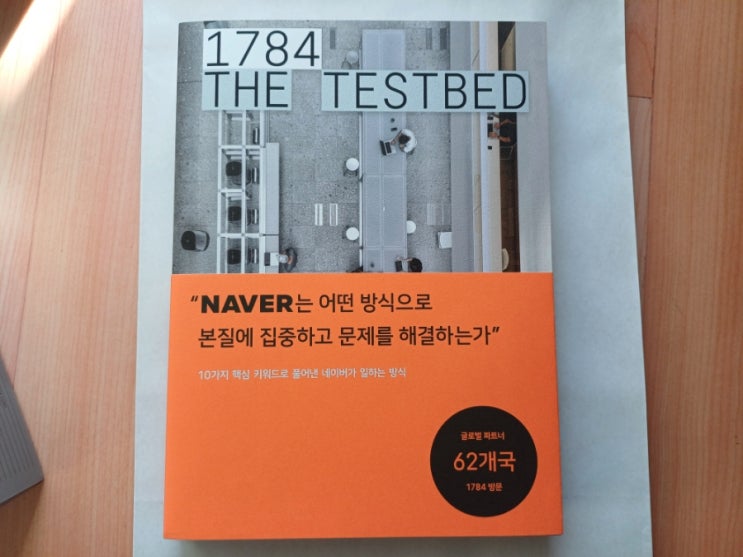 1784
THE TESTBED
“NAVER는 어떤 방식으로
본질에 집중하고 문제를 해결하는가”
10가지 핵심 키워드로 풀어낸 네이버가 일하는 방식
글로벌 파트너
62개국
1784 방문